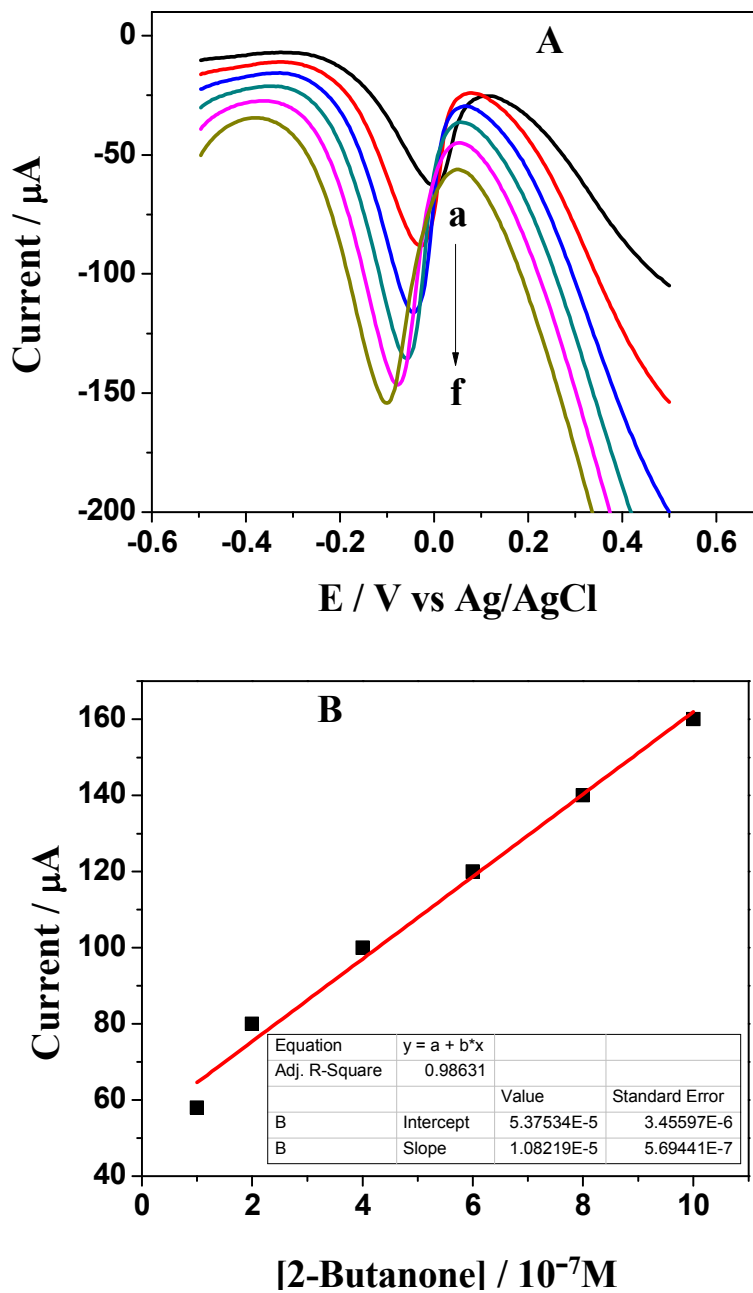 A
0
-50
-100
-150
-200
Current / µA
a
f
-0.6 -0.4 -0.2 0.0 0.2 0.4 0.6
E / V vs Ag/AgCl
B
160
140
120
100
80
60
40
Current / µA
Equation y = a + b*x
Adj. R-Square 0.98631
Value Standard Error
B Intercept 5.37534E-5 3.45597E-6
B Slope 1.08219E-5 5.69441E-7
0 2 4 6 8 10
[2-Butanone] / 10⁻⁷M